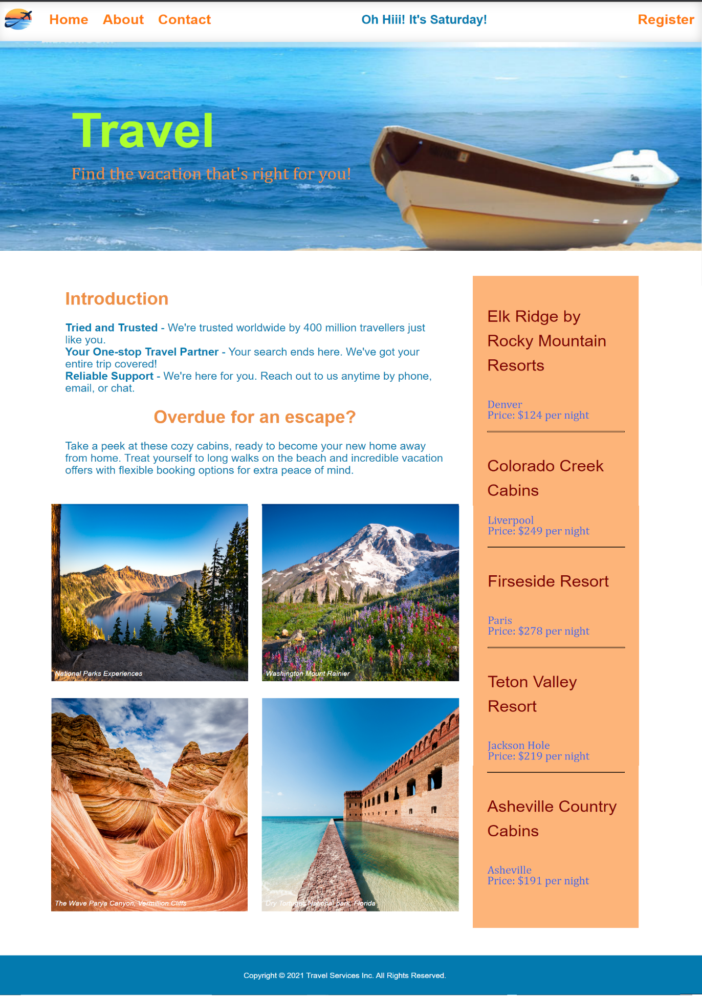 Home About Contact Oh Hiii! It's Saturday! Register
Travel
Find the vacation that's right for you!
Introduction
Tried and Trusted - We're trusted worldwide by 400 million travellers just
like you.
Your One-stop Travel Partner - Your search ends here. We've got your
entire trip covered!
Reliable Support - We're here for you. Reach out to us anytime by phone,
email, or chat.
Overdue for an escape?
Take a peek at these cozy cabins, ready to become your new home away
from home. Treat yourself to long walks on the beach and incredible vacation
offers with flexible booking options for extra peace of mind.
National Parks Experiences
Washington Mount Rainier
The Wave Parya Canyon, Vermillion Cliffs
Dry Tortugas National park, Florida
Elk Ridge by
Rocky Mountain
Resorts
Denver
Price: $124 per night
Colorado Creek
Cabins
Liverpool
Price: $249 per night
Firseside Resort
Paris
Price: $278 per night
Teton Valley
Resort
Jackson Hole
Price: $219 per night
Asheville Country
Cabins
Asheville
Price: $191 per night
Copyright © 2021 Travel Services Inc. All Rights Reserved.